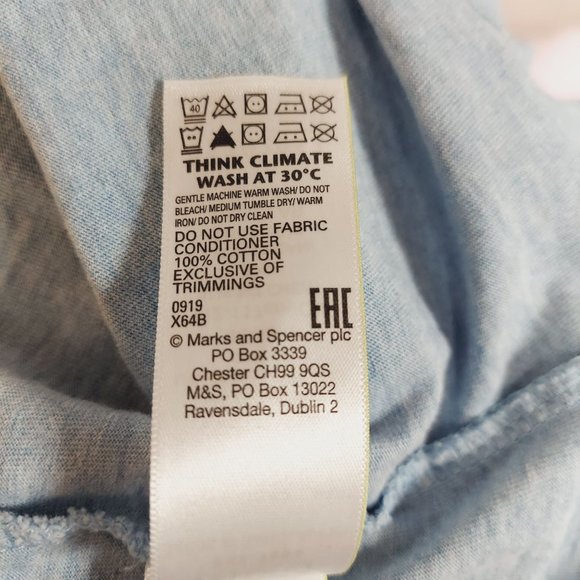 40
THINK CLIMATE
WASH AT 30°C
GENTLE MACHINE WARM WASH/ DO NOT
BLEACH/ MEDIUM TUMBLE DRY/ WARM
IRON/ DO NOT DRY CLEAN
DO NOT USE FABRIC
CONDITIONER
100% COTTON
EXCLUSIVE OF
TRIMMINGS
0919
X64B
EAC
© Marks and Spencer plc
PO Box 3339
Chester CH99 9QS
M&S, PO Box 13022
Ravensdale, Dublin 2